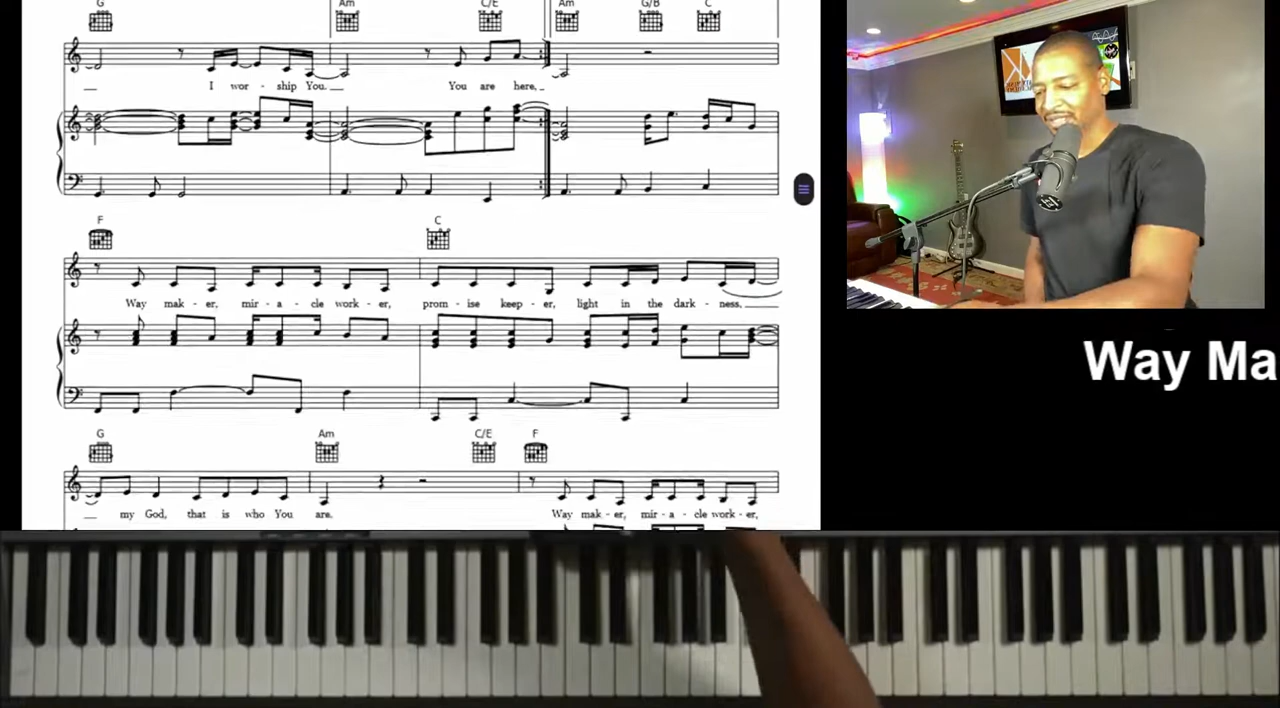 G Am C/E Am G/B C
I wor - ship You. You are here,
F C
Way mak - er, mir - a - cle work - er, prom - ise keep - er, light in the dark - ness,
G Am C/E F
my God, that is who You are. Way mak - er, mir - a - cle work - er,
Way Ma